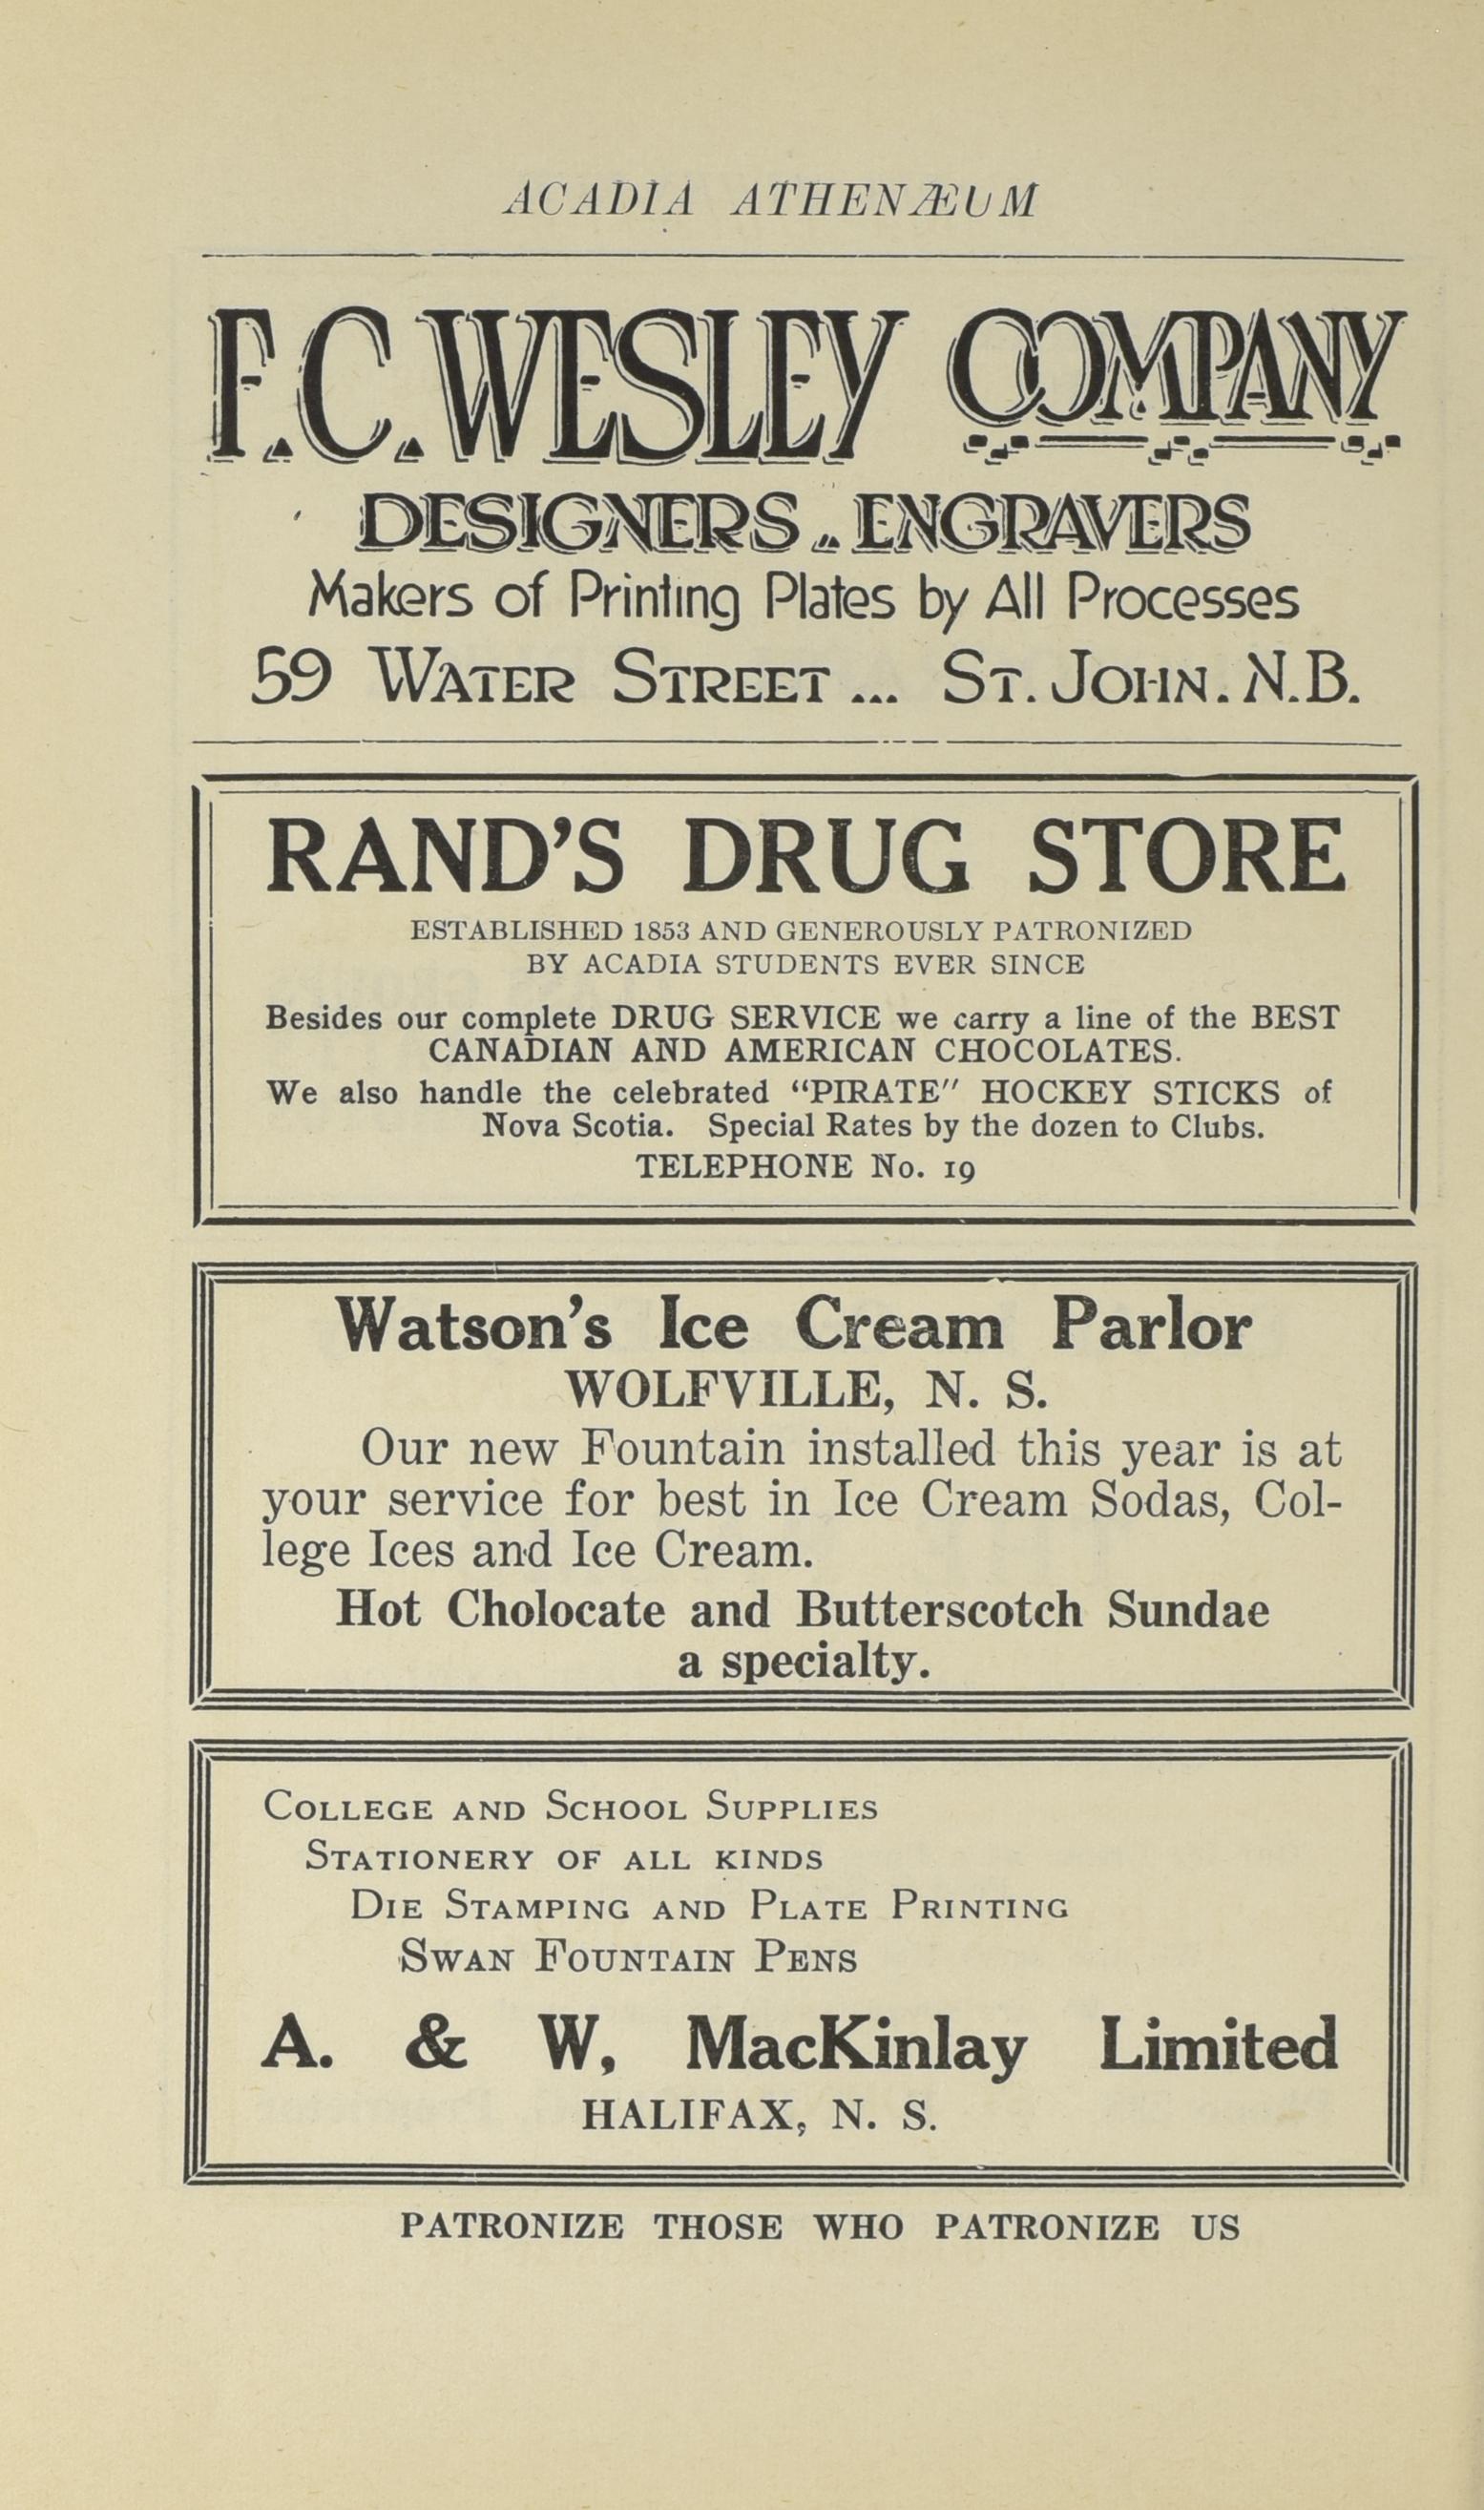 ACADIA ATHENÆUM
F.C. WESLEY COMPANY
DESIGNERS .. ENGRAVERS
Makers of Printing Plates by All Processes
59 WATER STREET ... ST. JOHN. N.B.
RAND'S DRUG STORE
ESTABLISHED 1853 AND GENEROUSLY PATRONIZED
BY ACADIA STUDENTS EVER SINCE
Besides our complete DRUG SERVICE we carry a line of the BEST
CANADIAN AND AMERICAN CHOCOLATES.
We also handle the celebrated “PIRATE” HOCKEY STICKS of
Nova Scotia. Special Rates by the dozen to Clubs.
TELEPHONE No. 19
Watson's Ice Cream Parlor
WOLFVILLE, N. S.
Our new Fountain installed this year is at
your service for best in Ice Cream Sodas, Col-
lege Ices and Ice Cream.
Hot Cholocate and Butterscotch Sundae
a specialty.
COLLEGE AND SCHOOL SUPPLIES
STATIONERY OF ALL KINDS
DIE STAMPING AND PLATE PRINTING
SWAN FOUNTAIN PENS
A. & W, MacKinlay Limited
HALIFAX, N. S.
PATRONIZE THOSE WHO PATRONIZE US